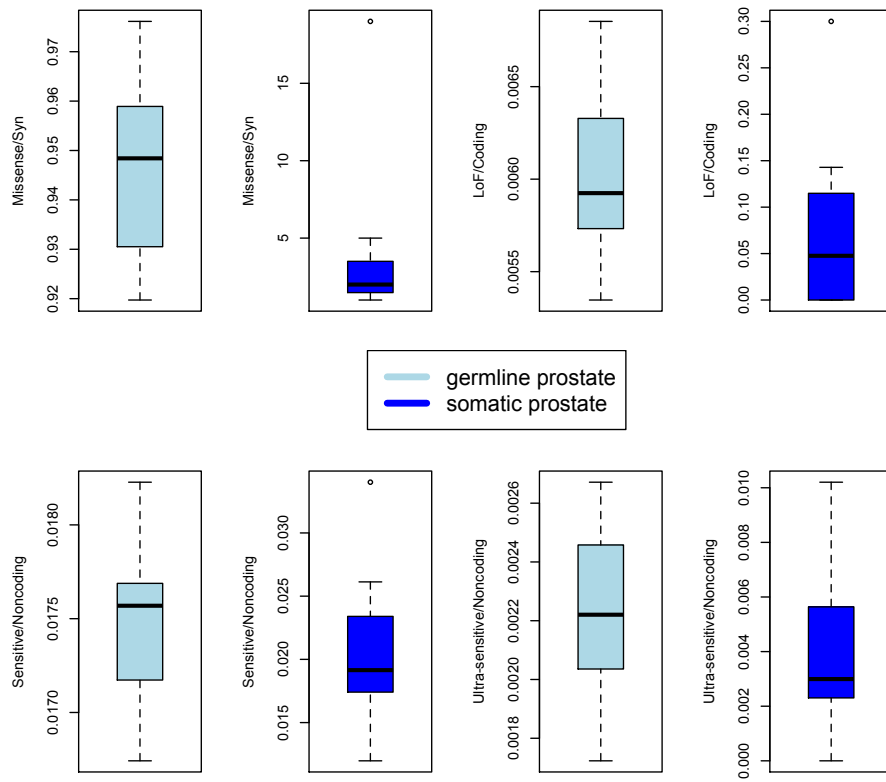 Missense/Syn
0.92 0.93 0.94 0.95 0.96 0.97
Missense/Syn
5 10 15
LoF/Coding
0.0055 0.0060 0.0065
LoF/Coding
0.00 0.05 0.10 0.15 0.20 0.25 0.30
germline prostate
somatic prostate
Sensitive/Noncoding
0.0170 0.0175 0.0180
Sensitive/Noncoding
0.015 0.020 0.025 0.030
Ultra-sensitive/Noncoding
0.0018 0.0020 0.0022 0.0024 0.0026
Ultra-sensitive/Noncoding
0.000 0.002 0.004 0.006 0.008 0.010